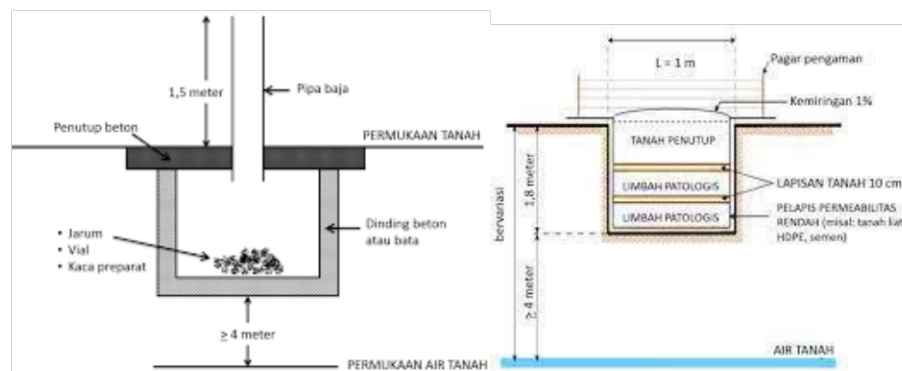 1,5 meter
Pipa baja
Penutup beton
PERMUKAAN TANAH
• Jarum
• Vial
• Kaca preparat
Dinding beton
atau bata
≥ 4 meter
PERMUKAAN AIR TANAH
L = 1 m
Pagar pengaman
Kemiringan 1%
TANAH PENUTUP
LIMBAH PATOLOGIS
LIMBAH PATOLOGIS
LAPISAN TANAH 10 cm
PELAPIS PERMEABILITAS
RENDAH (misal: tanah liat
HDPE, semen)
bervariasi
1,8 meter
≥ 4 meter
AIR TANAH